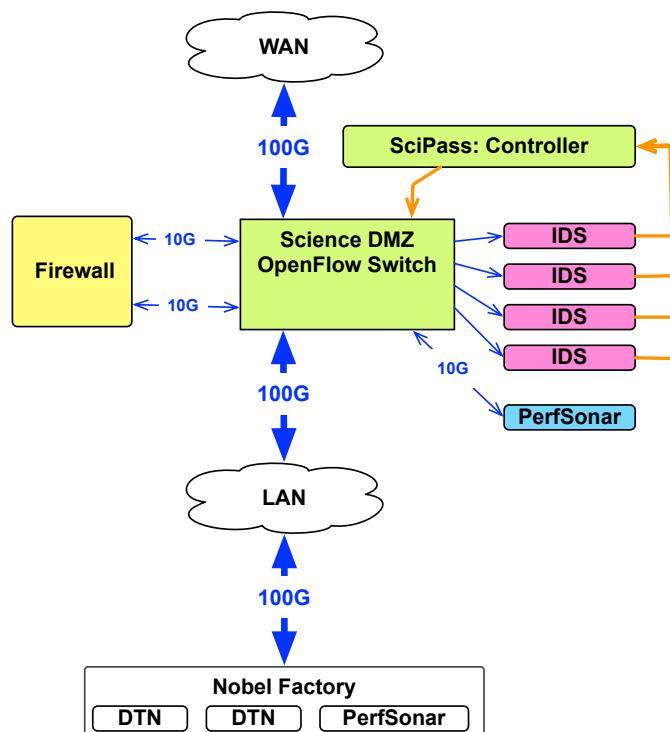 WAN
100G
SciPass: Controller
Firewall
10G
10G
Science DMZ
OpenFlow Switch
IDS
IDS
IDS
IDS
10G
PerfSonar
100G
LAN
100G
Nobel Factory
DTN
DTN
PerfSonar